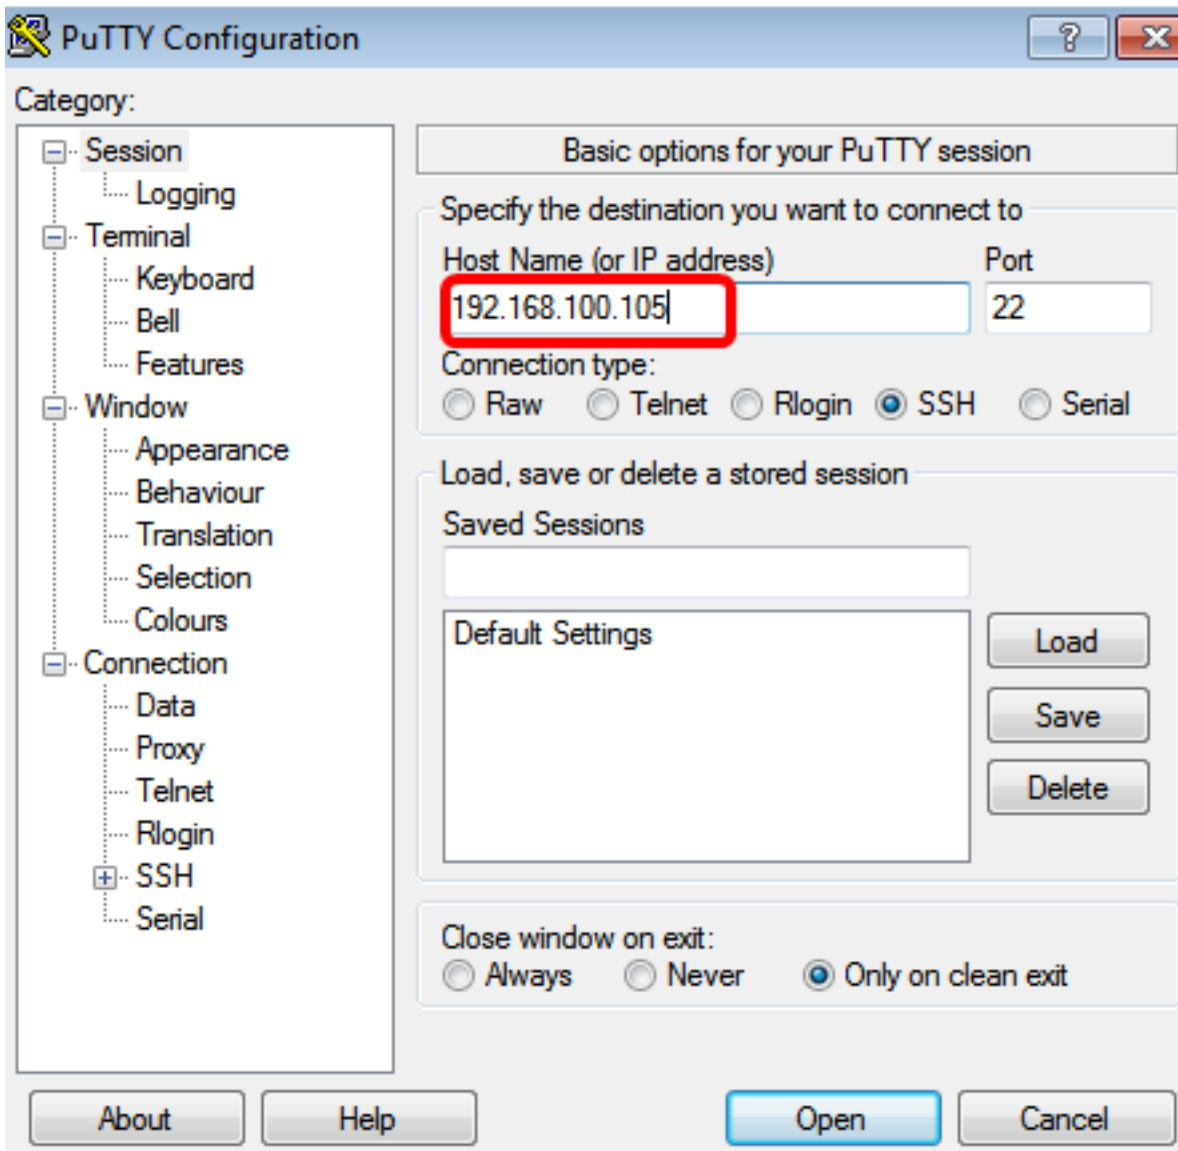 PuTTY Configuration
Category:
Session
Logging
Terminal
Keyboard
Bell
Features
Window
Appearance
Behaviour
Translation
Selection
Colours
Connection
Data
Proxy
Telnet
Rlogin
SSH
Serial
Basic options for your PuTTY session
Specify the destination you want to connect to
Host Name (or IP address) Port
192.168.100.105 22
Connection type:
Raw Telnet Rlogin SSH Serial
Load, save or delete a stored session
Saved Sessions
Default Settings
Load
Save
Delete
Close window on exit:
Always Never Only on clean exit
About Help Open Cancel